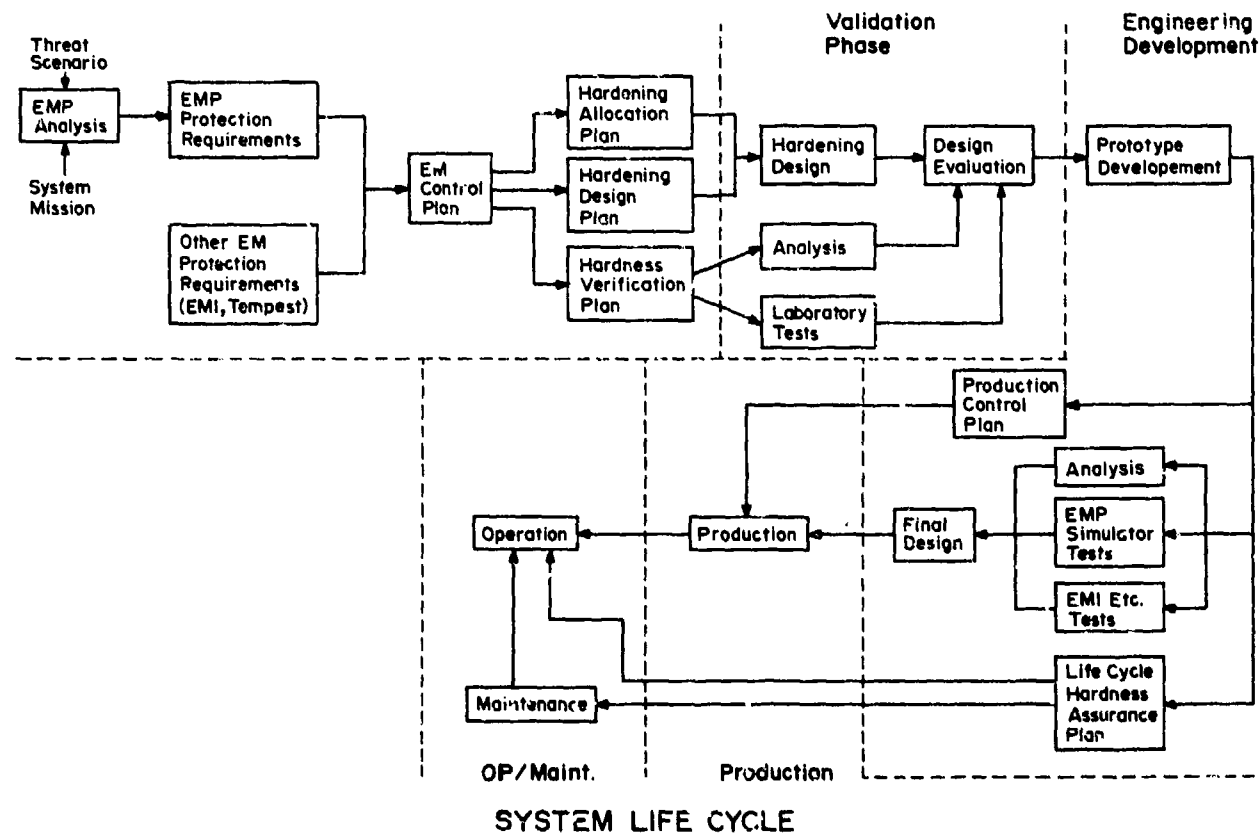 Validation
Phase
Engineering
Development
Threat
Scenario
EMP
Analysis
System
Mission
EMP
Protection
Requirements
Other EM
Protection
Requirements
(EMI, Tempest)
EM
Control
Plan
Hardening
Allocation
Plan
Hardening
Design
Plan
Hardness
Verification
Plan
Hardening
Design
Analysis
Laboratory
Tests
Design
Evaluation
Prototype
Developement
Production
Control
Plan
Analysis
EMP
Simulator
Tests
EMI Etc.
Tests
Life Cycle
Hardness
Assurance
Plan
Final
Design
Production
Operation
Maintenance
OP/Maint.
Production
SYSTEM LIFE CYCLE